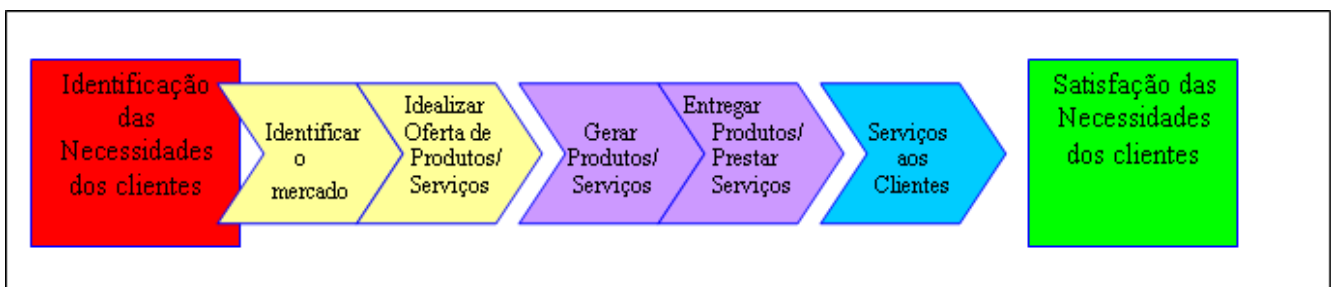 Identificação
das
Necessidades
dos clientes
Identificar
o
mercado
Idealizar
Oferta de
Produtos/
Serviços
Gerar
Produtos/
Serviços
Entregar
Produtos/
Prestar
Serviços
Serviços
aos
Clientes
Satisfação das
Necessidades
dos clientes